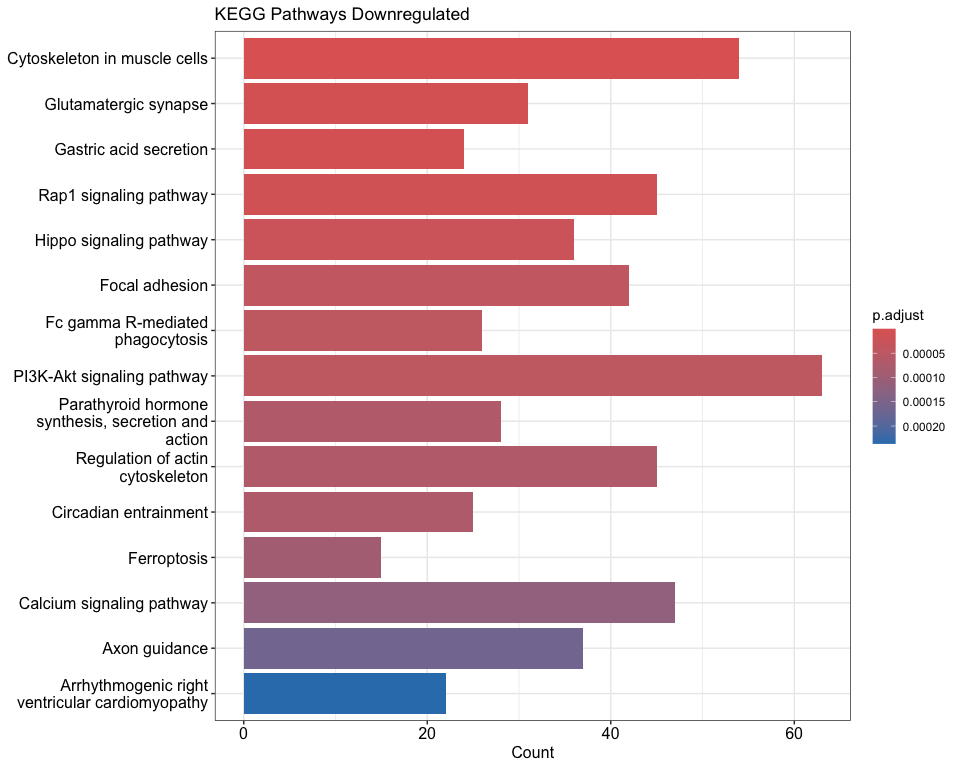 KEGG Pathways Downregulated
Cytoskeleton in muscle cells
Glutamatergic synapse
Gastric acid secretion
Rap1 signaling pathway
Hippo signaling pathway
Focal adhesion
Fc gamma R-mediated
phagocytosis
PI3K-Akt signaling pathway
Parathyroid hormone
synthesis, secretion and
action
Regulation of actin
cytoskeleton
Circadian entrainment
Ferroptosis
Calcium signaling pathway
Axon guidance
Arrhythmogenic right
ventricular cardiomyopathy
0 20 40 60
Count
p.adjust
0.00005
0.00010
0.00015
0.00020